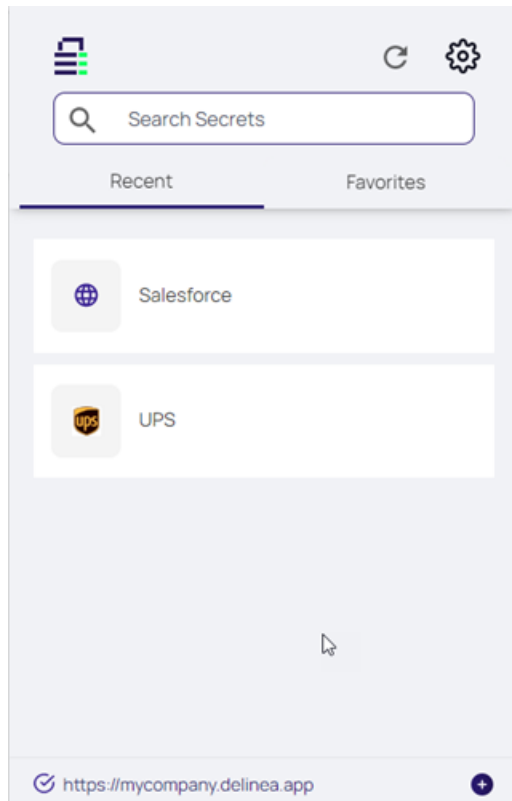 Search Secrets
Recent Favorites
Salesforce
ups UPS
https://mycompany.delinea.app